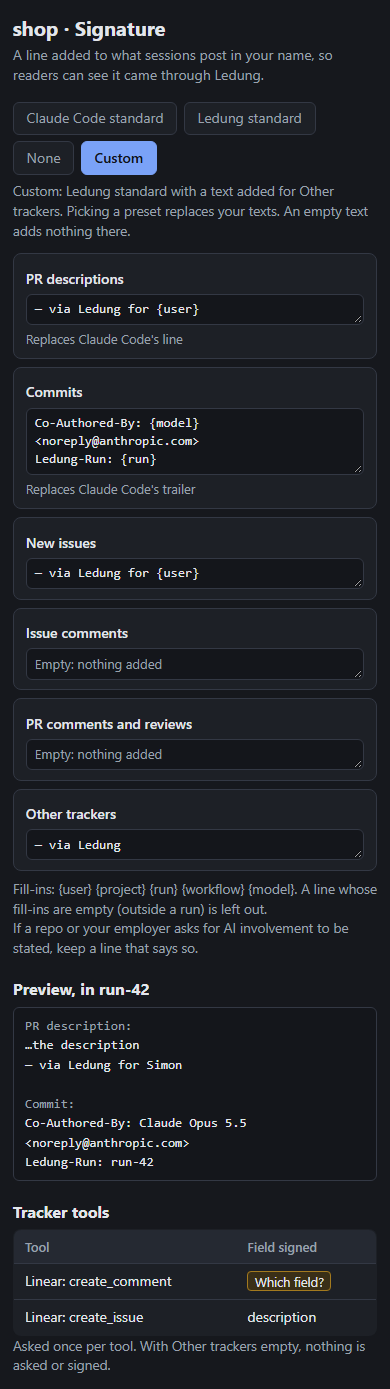 shop · Signature
A line added to what sessions post in your name, so
readers can see it came through Ledung.
Claude Code standard
Ledung standard
None
Custom
Custom: Ledung standard with a text added for Other
trackers. Picking a preset replaces your texts. An empty text
adds nothing there.
PR descriptions
— via Ledung for {user}
Replaces Claude Code's line
Commits
Co-Authored-By: {model}
<noreply@anthropic.com>
Ledung-Run: {run}
Replaces Claude Code's trailer
New issues
— via Ledung for {user}
Issue comments
Empty: nothing added
PR comments and reviews
Empty: nothing added
Other trackers
— via Ledung
Fill-ins: {user} {project} {run} {workflow} {model}. A line whose
fill-ins are empty (outside a run) is left out.
If a repo or your employer asks for AI involvement to be
stated, keep a line that says so.
Preview, in run-42
PR description:
…the description
— via Ledung for Simon
Commit:
Co-Authored-By: Claude Opus 5.5
<noreply@anthropic.com>
Ledung-Run: run-42
Tracker tools
Tool Field signed
Linear: create_comment Which field?
Linear: create_issue description
Asked once per tool. With Other trackers empty, nothing is
asked or signed.